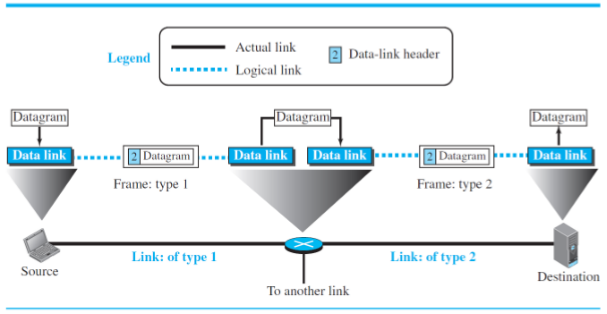 Legend
Actual link
Logical link
2 Data-link header
Datagram
Datagram
Datagram
Data link
2 Datagram
Data link
Data link
2 Datagram
Data link
Frame: type 1
Frame: type 2
Link: of type 1
Link: of type 2
Source
Destination
To another link